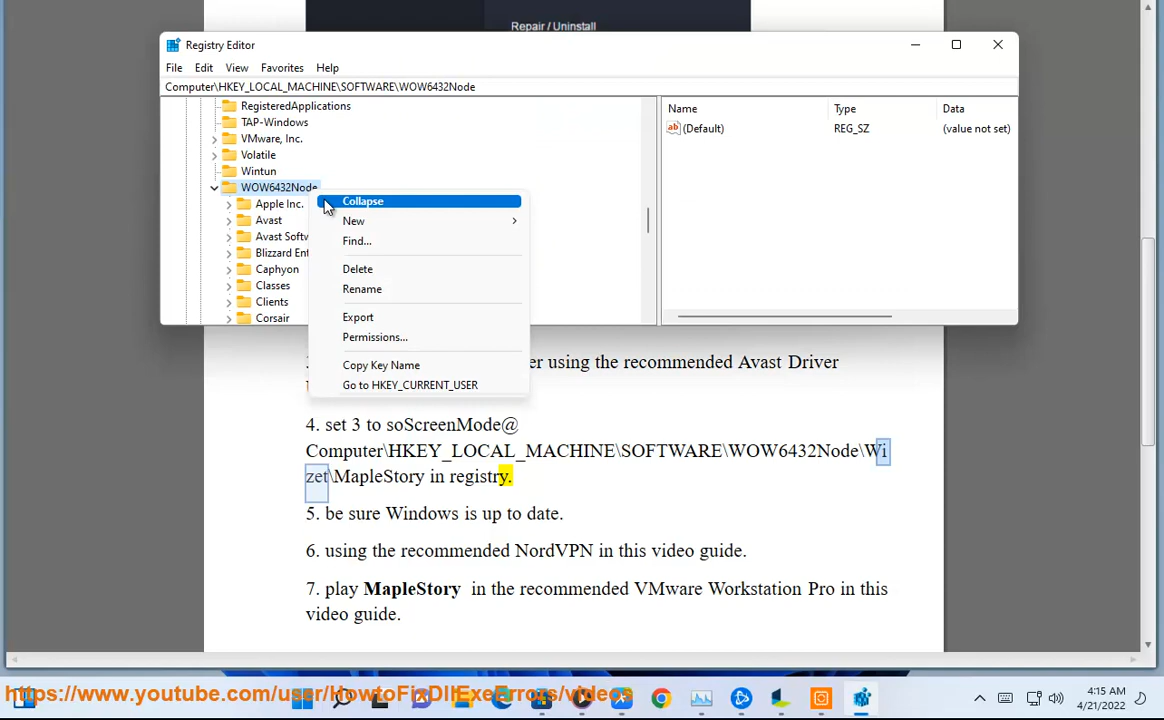 Repair / Uninstall
Registry Editor
File Edit View Favorites Help
Computer\HKEY_LOCAL_MACHINE\SOFTWARE\WOW6432Node
RegisteredApplications
TAP-Windows
VMware, Inc.
Volatile
Wintun
WOW6432Node
Apple Inc.
Avast
Avast Softw
Blizzard Ent
Caphyon
Classes
Clients
Corsair
Collapse
New
Find...
Delete
Rename
Export
Permissions...
Copy Key Name
Go to HKEY_CURRENT_USER
Name Type Data
(Default) REG_SZ (value not set)
er using the recommended Avast Driver
4. set 3 to soScreenMode@
Computer\HKEY_LOCAL_MACHINE\SOFTWARE\WOW6432Node\Wi
zet\MapleStory in registry.
5. be sure Windows is up to date.
6. using the recommended NordVPN in this video guide.
7. play MapleStory in the recommended VMware Workstation Pro in this
video guide.
https://www.youtube.com/user/HowtoFixDllExeErrors/videos
4:15 AM
4/21/2022